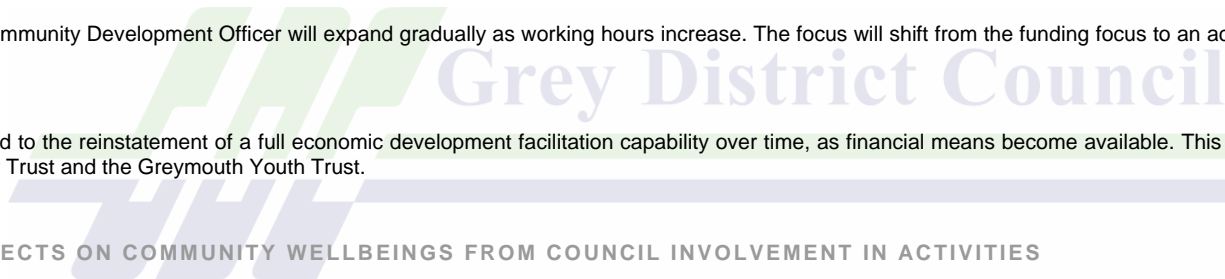 mmunity Development Officer will expand gradually as working hours increase. The focus will shift from the funding focus to an ac
Grey District Council
d to the reinstatement of a full economic development facilitation capability over time, as financial means become available. This
Trust and the Greymouth Youth Trust.
ECTS ON COMMUNITY WELLBEINGS FROM COUNCIL INVOLVEMENT IN ACTIVITIES